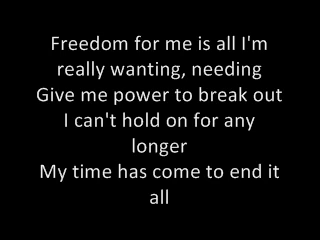 Freedom for me is all I'm
really wanting, needing
Give me power to break out
I can't hold on for any
longer
My time has come to end it
all